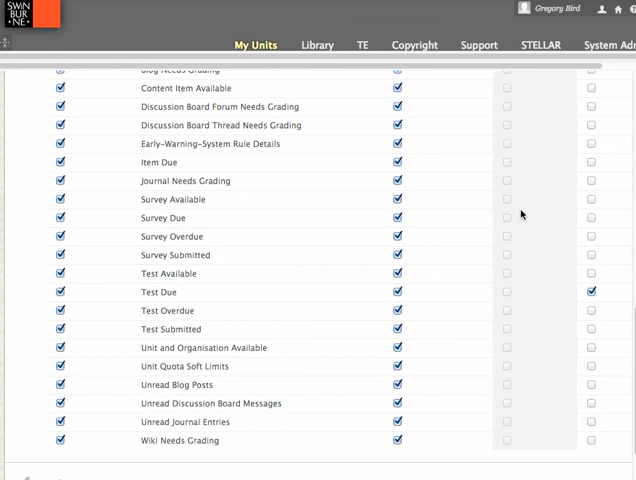 SWIN
BUR
NE
Gregory Bird
My Units Library TE Copyright Support STELLAR System Adm
Blog Needs Grading
Content Item Available
Discussion Board Forum Needs Grading
Discussion Board Thread Needs Grading
Early-Warning-System Rule Details
Item Due
Journal Needs Grading
Survey Available
Survey Due
Survey Overdue
Survey Submitted
Test Available
Test Due
Test Overdue
Test Submitted
Unit and Organisation Available
Unit Quota Soft Limits
Unread Blog Posts
Unread Discussion Board Messages
Unread Journal Entries
Wiki Needs Grading